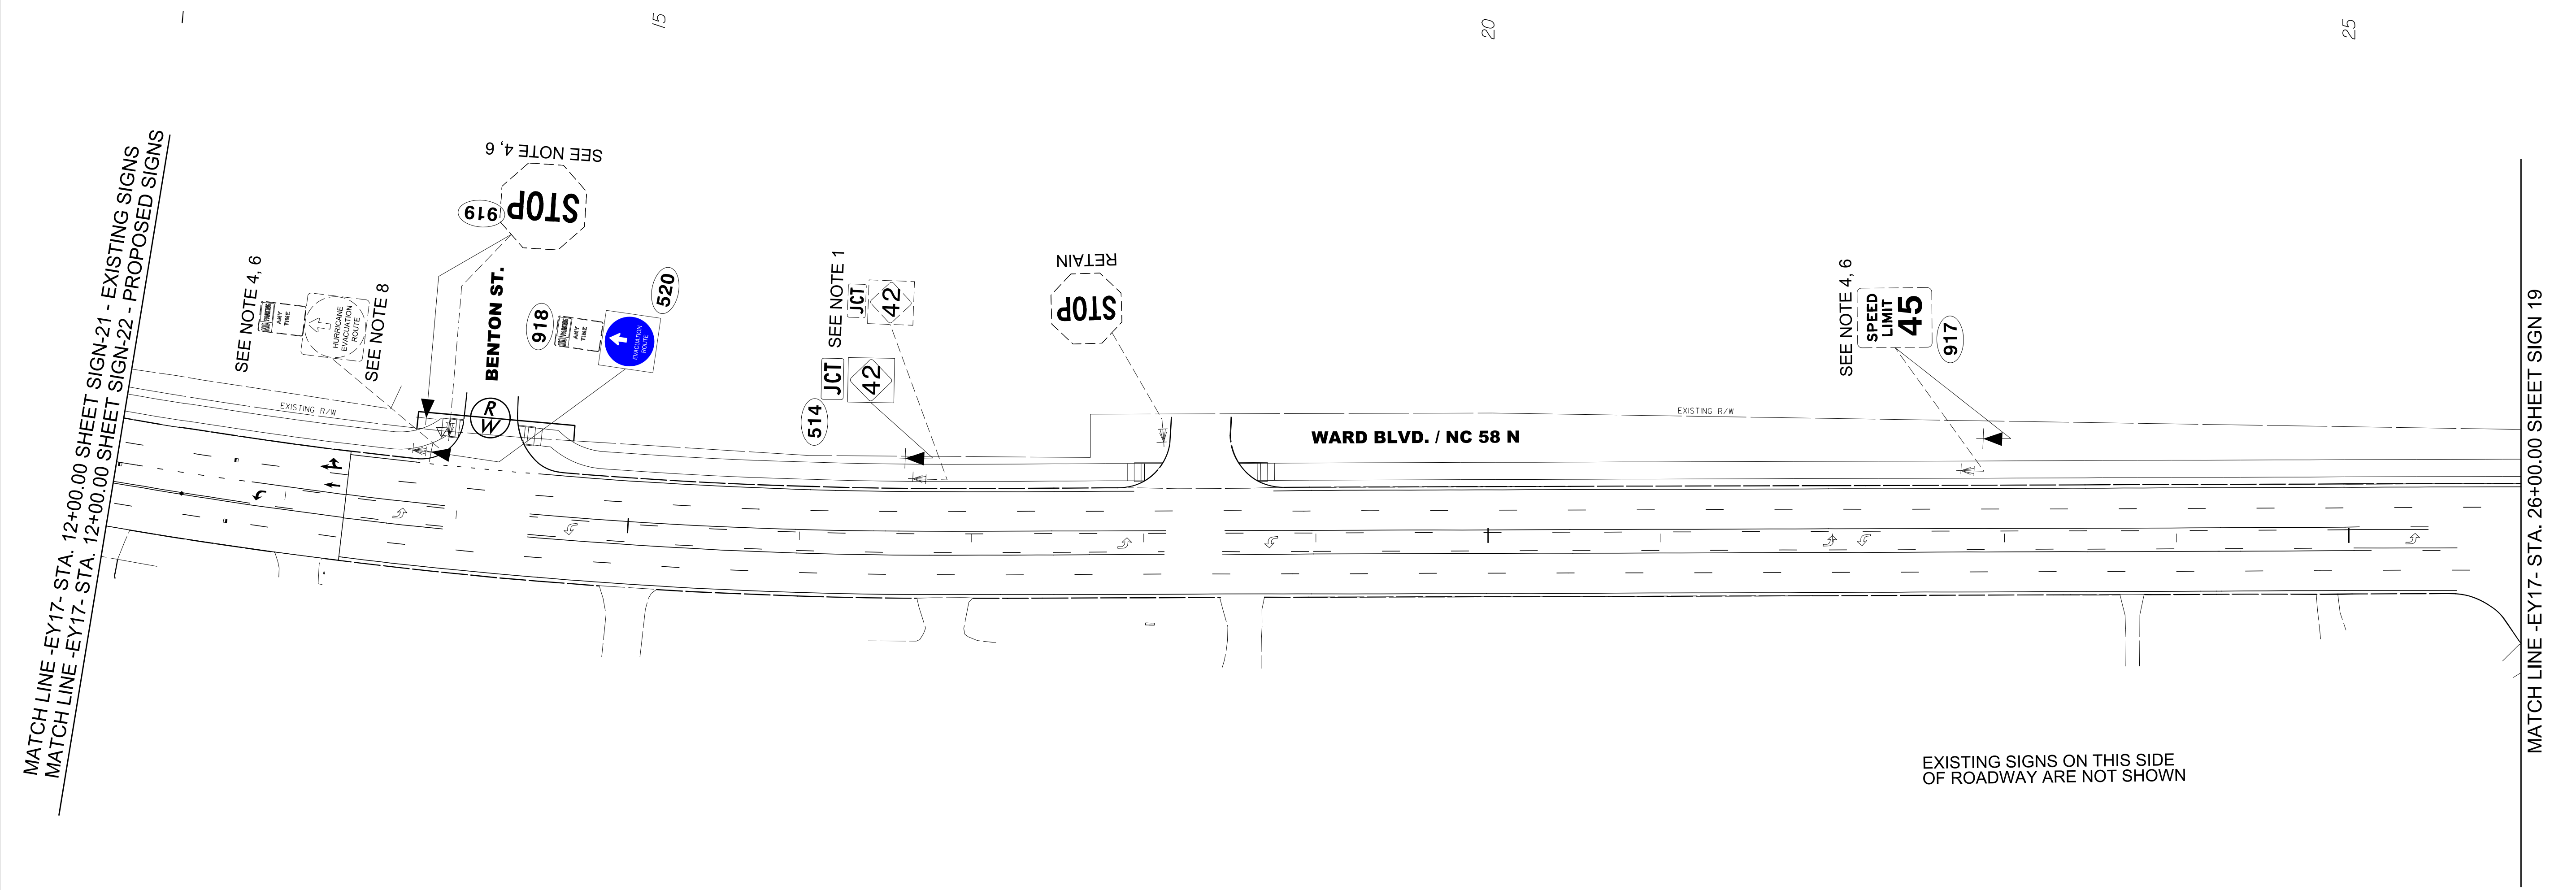 15
20
25
MATCH LINE -EY17- STA. 12+00.00 SHEET SIGN-21 - EXISTING SIGNS
MATCH LINE -EY17- STA. 12+00.00 SHEET SIGN-22 - PROPOSED SIGNS
SEE NOTE 4, 6
ANY
TIME
HURRICANE
EVACUATION
ROUTE
SEE NOTE 8
SEE NOTE 4, 6
STOP
919
BENTON ST.
R
W
918
ANY
TIME
EVACUATION
ROUTE
520
SEE NOTE 1
JCT
42
JCT
42
514
RETAIN
STOP
SEE NOTE 4, 6
SPEED
LIMIT
45
917
EXISTING R/W
EXISTING R/W
WARD BLVD. / NC 58 N
EXISTING SIGNS ON THIS SIDE
OF ROADWAY ARE NOT SHOWN
MATCH LINE -EY17- STA. 26+00.00 SHEET SIGN 19